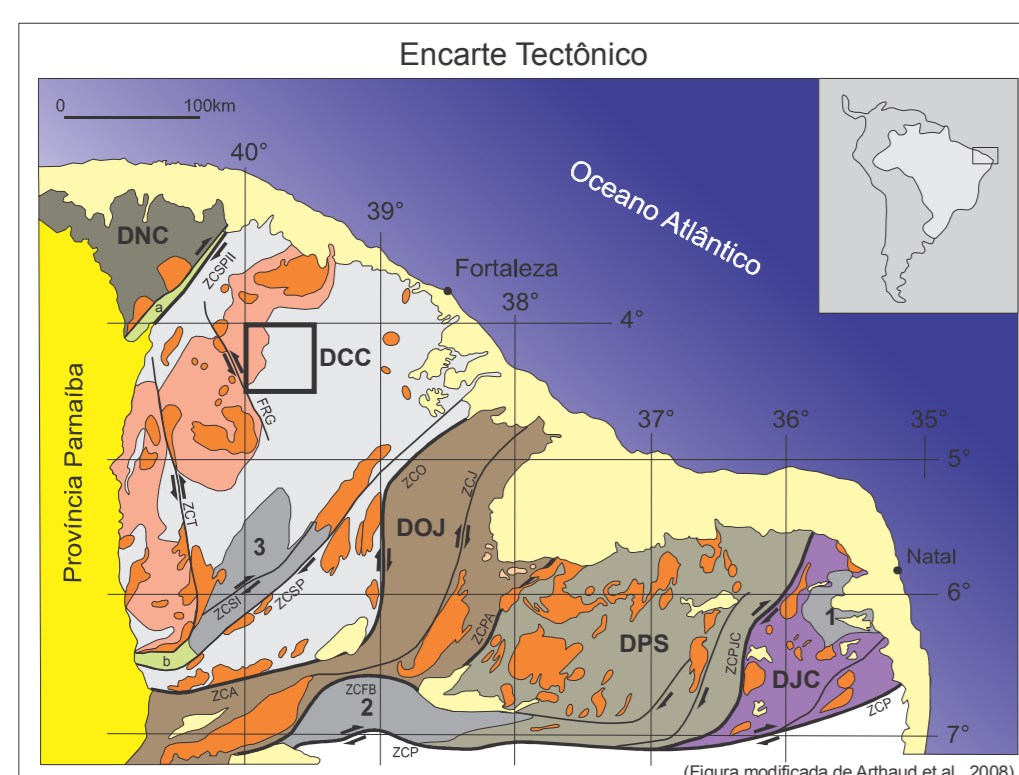 Encarte Tectônico
0 100km
40°
39°
Oceano Atlântico
DNC
ZCSPII
Fortaleza
38°
a
4°
DCC
FRG
Província Parnaíba
37°
36°
35°
5°
ZCO
ZCJ
ZCT
DOJ
3
Natal
6°
ZCSI
ZCSP
1
ZCPA
DPS
ZCPJC
DJC
b
ZCA
ZCFB
2
ZCP
ZCP
7°
(Figura modificada de Arthaud et al., 2008)